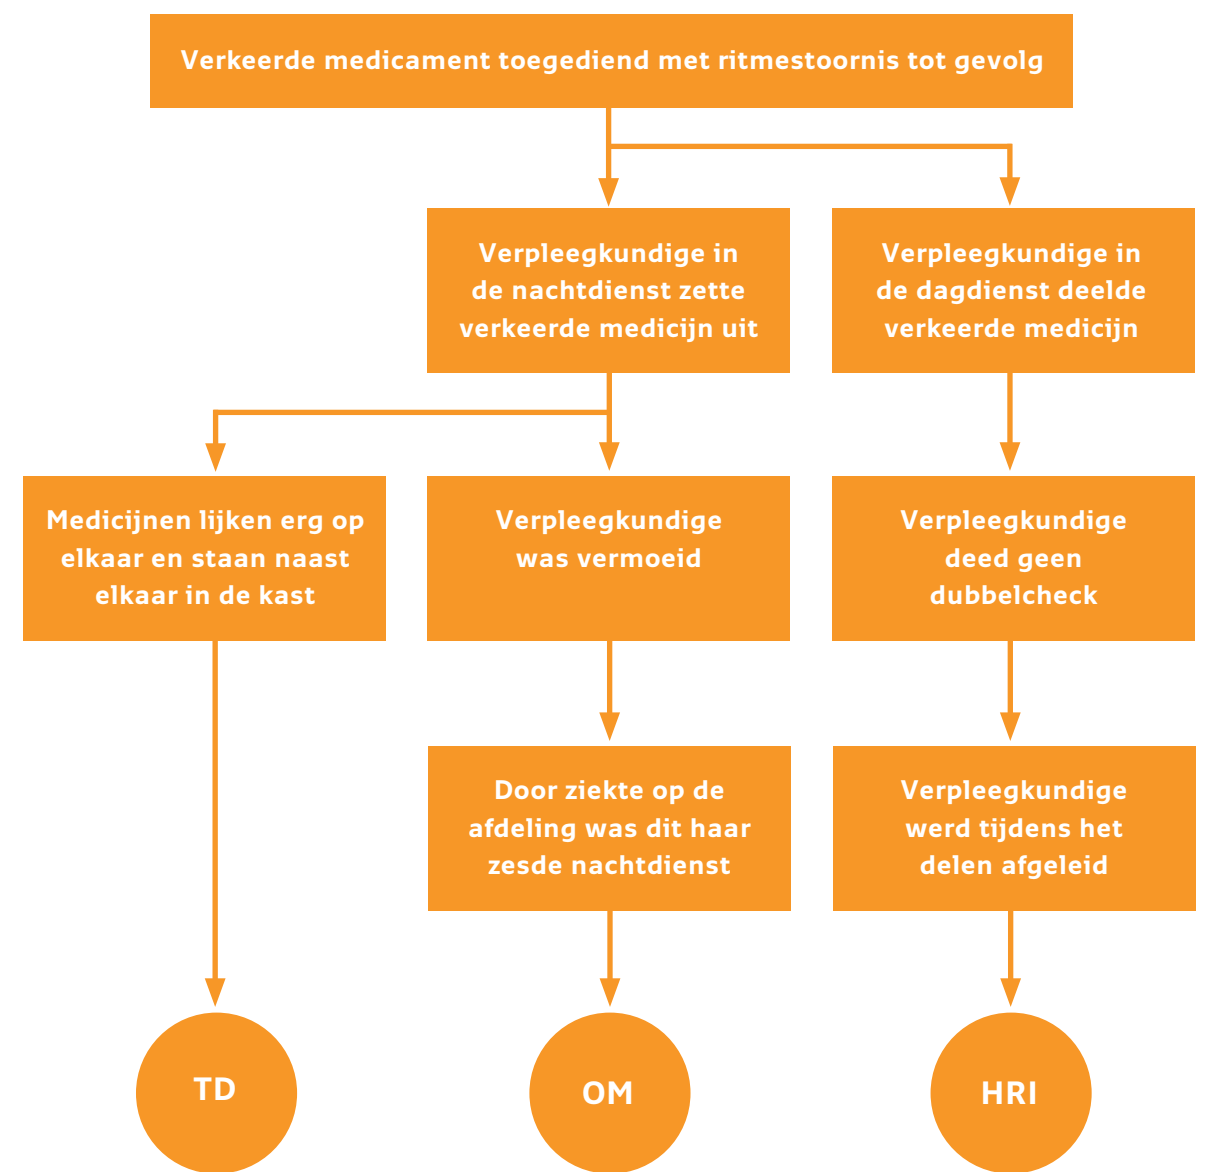 Verkeerde medicament toegediend met ritmestoornis tot gevolg
Verpleegkundige in
de nachtdienst zette
verkeerde medicijn uit
Verpleegkundige in
de dagdienst deelde
verkeerde medicijn
Medicijnen lijken erg op
elkaar en staan naast
elkaar in de kast
Verpleegkundige
was vermoeid
Verpleegkundige
deed geen
dubbelcheck
Door ziekte op de
afdeling was dit haar
zesde nachtdienst
Verpleegkundige
werd tijdens het
delen afgeleid
TD
OM
HRI